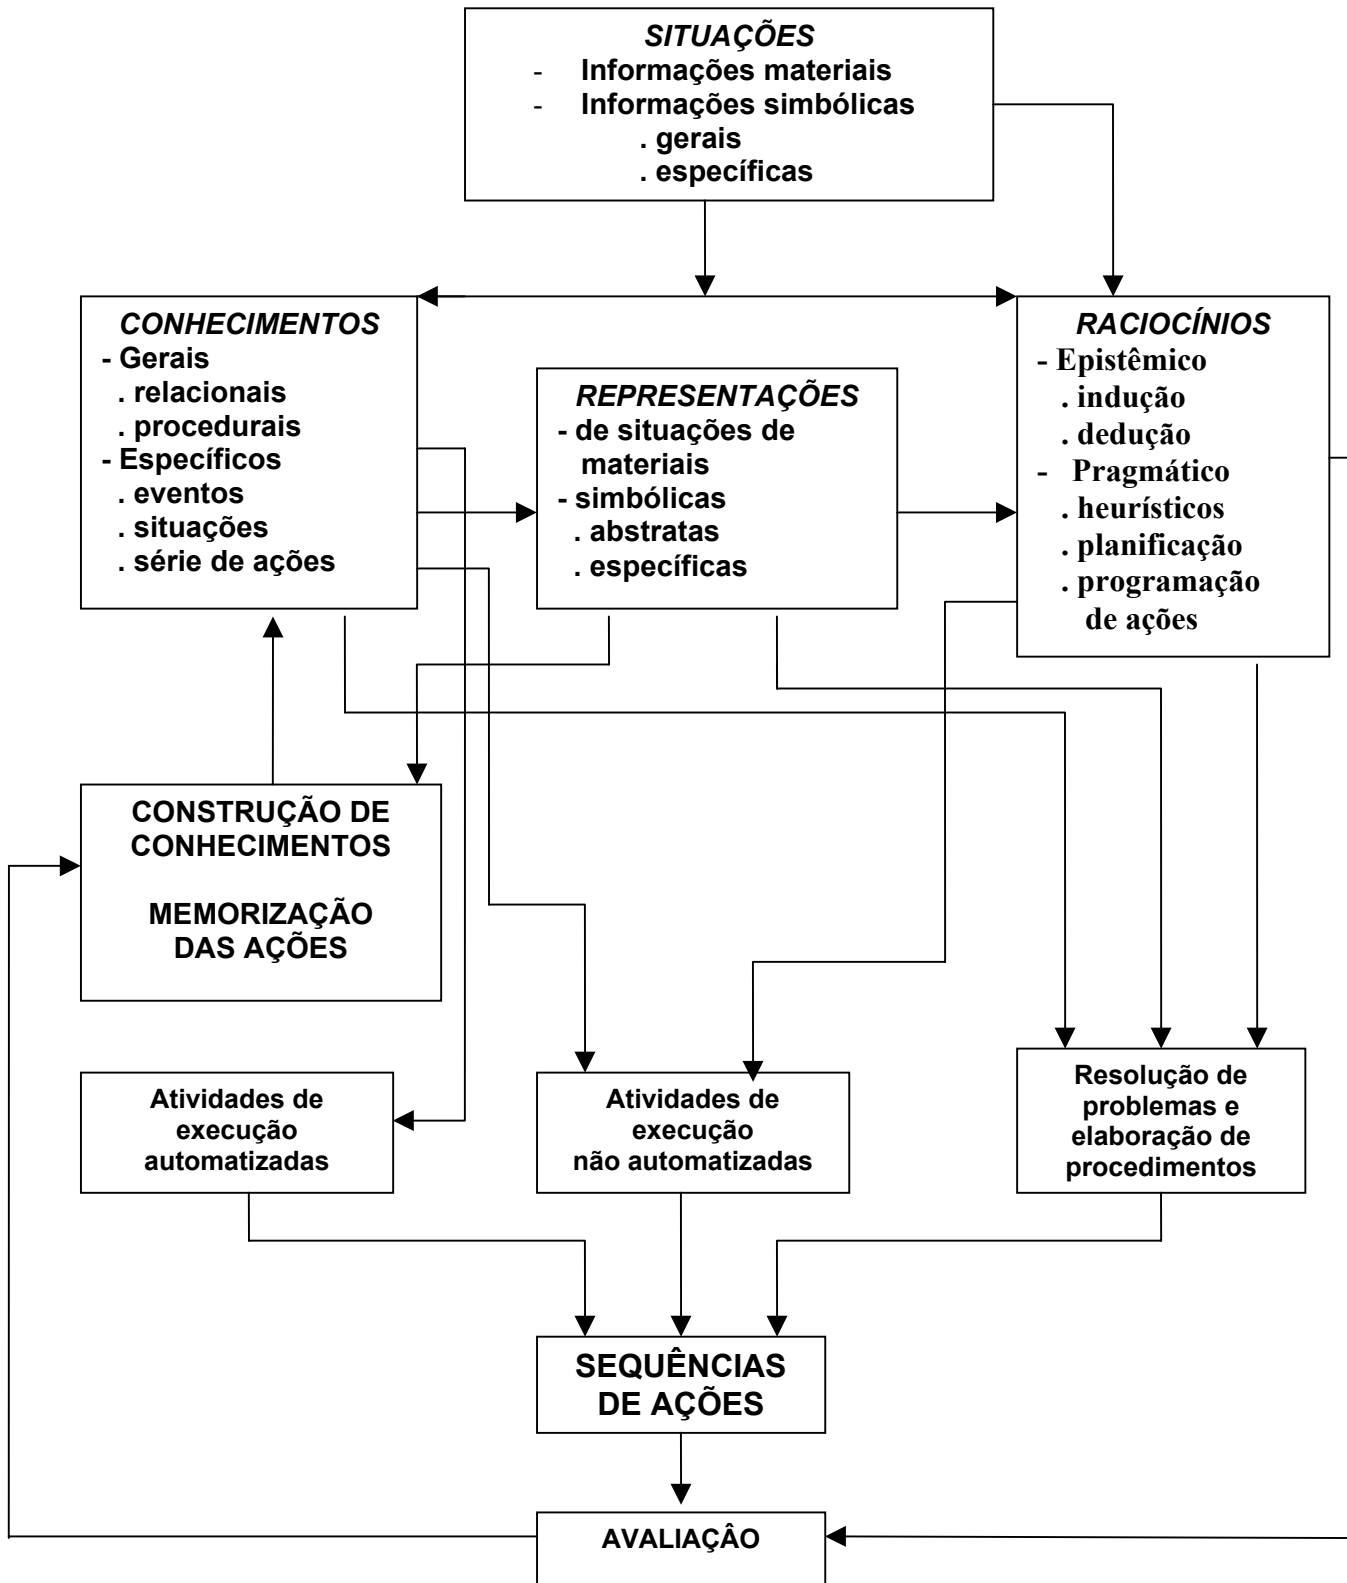 SITUAÇÕES
- Informações materiais
- Informações simbólicas
. gerais
. específicas
CONHECIMENTOS
- Gerais
. relacionais
. procedurais
- Específicos
. eventos
. situações
. série de ações
REPRESENTAÇÕES
- de situações de
materiais
- simbólicas
. abstratas
. específicas
RACIOCÍNIOS
- Epistêmico
. indução
. dedução
- Pragmático
. heurísticos
. planificação
. programação
de ações
CONSTRUÇÃO DE
CONHECIMENTOS
MEMORIZAÇÃO
DAS AÇÕES
Atividades de
execução
automatizadas
Atividades de
execução
não automatizadas
Resolução de
problemas e
elaboração de
procedimentos
SEQUÊNCIAS
DE AÇÕES
AVALIAÇÂO